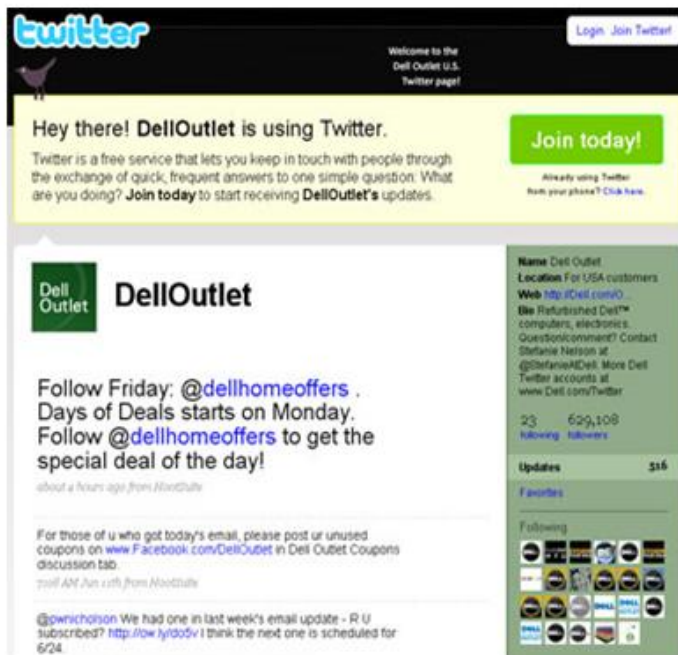 twitter
Login Join Twitter!
Welcome to the
Dell Outlet U.S.
Twitter page!
Hey there! DellOutlet is using Twitter.
Twitter is a free service that lets you keep in touch with people through
the exchange of quick, frequent answers to one simple question: What
are you doing? Join today to start receiving DellOutlet's updates.
Join today!
Already using Twitter
from your phone? Click here.
Dell
Outlet
DellOutlet
Follow Friday: @dellhomeoffers .
Days of Deals starts on Monday.
Follow @dellhomeoffers to get the
special deal of the day!
about 2 hours ago from HootSuite
For those of u who got today's email, please post ur unused
coupons on www.Facebook.com/DellOutlet in Dell Outlet Coupons
discussion tab.
AM Jun 12th from HootSuite
@pwnicholson We had one in last week's email update - R U
subscribed? http://ow.ly/do5v I think the next one is scheduled for
6/24
Name Dell Outlet
Location For USA customers
Web http://Dell.com/O...
Bio Refurbished Dell™
computers, electronics.
Question/comment? Contact
Stefanie Nelson at
@StefanieAtDell. More Dell
Twitter accounts at
www.Dell.com/Twitter
23 629,108
following followers
Updates 516
Favorites
Following